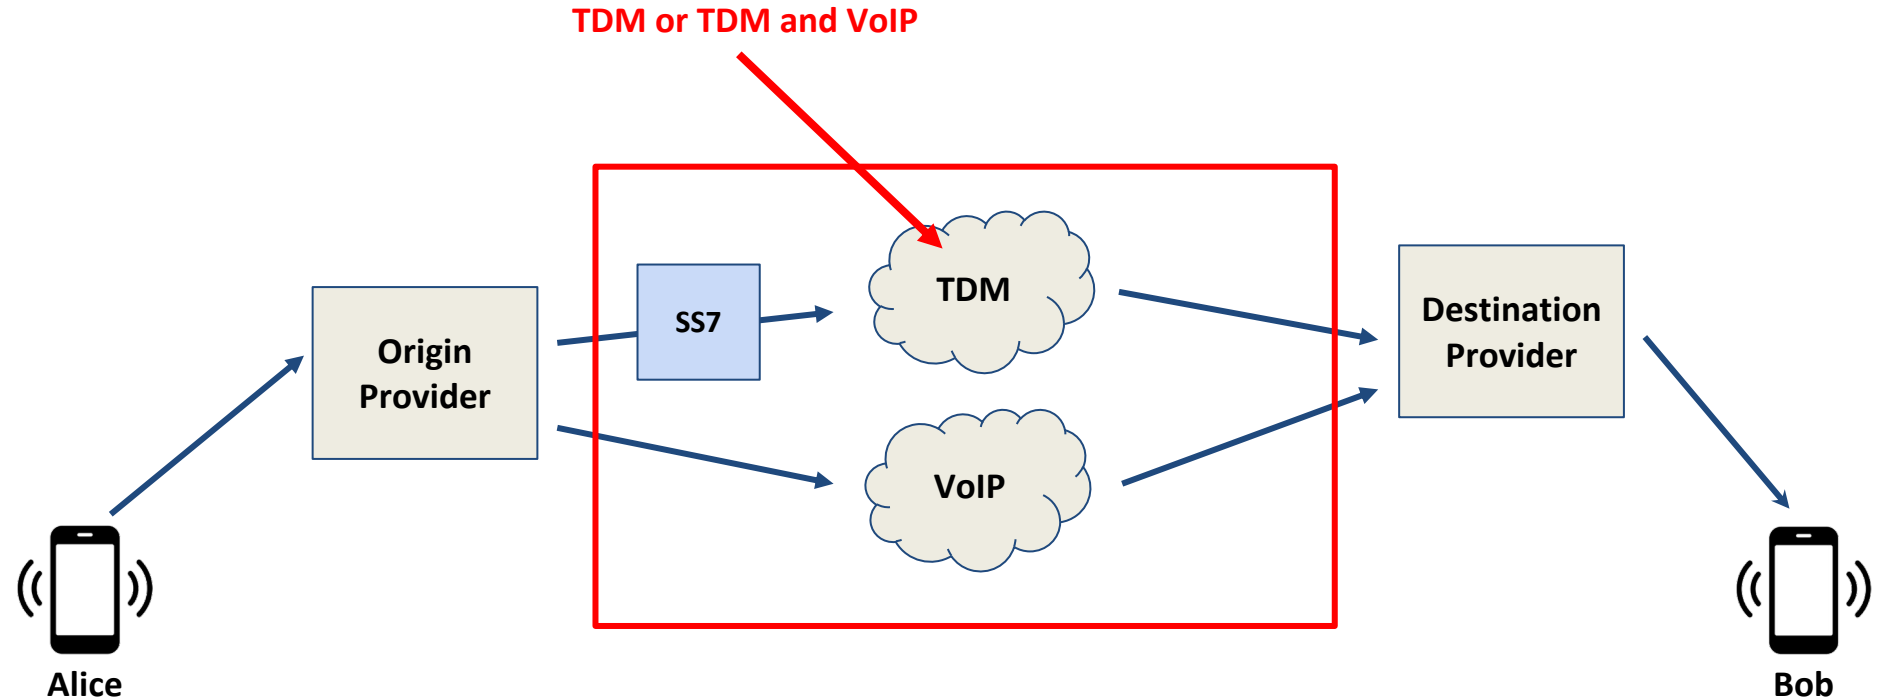 TDM or TDM and VoIP
TDM
SS7
Origin
Provider
Destination
Provider
VoIP
Alice
Bob